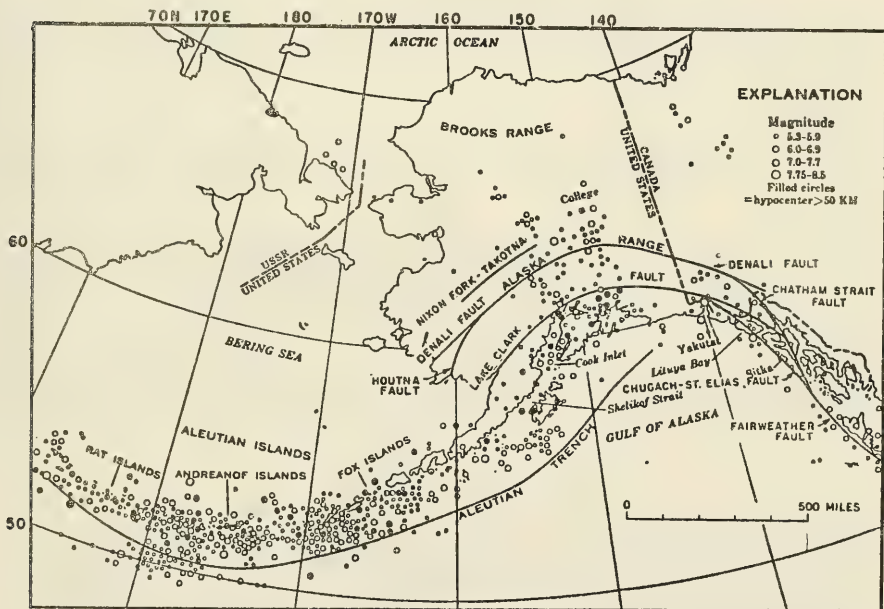 70N 170E 180 170W 160 150 140
ARCTIC OCEAN
EXPLANATION
Magnitude
5.3-5.9
6.0-6.9
7.0-7.7
7.75-8.5
Filled circles
=hypocenter>50 KM
BROOKS RANGE
CANADA
UNITED STATES
College
60
USSR
UNITED STATES
NIXON FORK-TAKOTNA
DENALI FAULT
ALASKA RANGE
DENALI FAULT
CHATHAM STRAIT
FAULT
LAKE CLARK FAULT
BERING SEA
HOUTNA
FAULT
Cook Inlet
Yakutat
Lituya Bay
Sitka
CHUGACH-ST. ELIAS FAULT
Shelikof Strait
GULF OF ALASKA
FAIRWEATHER
FAULT
ALEUTIAN ISLANDS
RAT ISLANDS
ANDREANOF ISLANDS
FOX ISLANDS
ALEUTIAN TRENCH
50
0 500 MILES